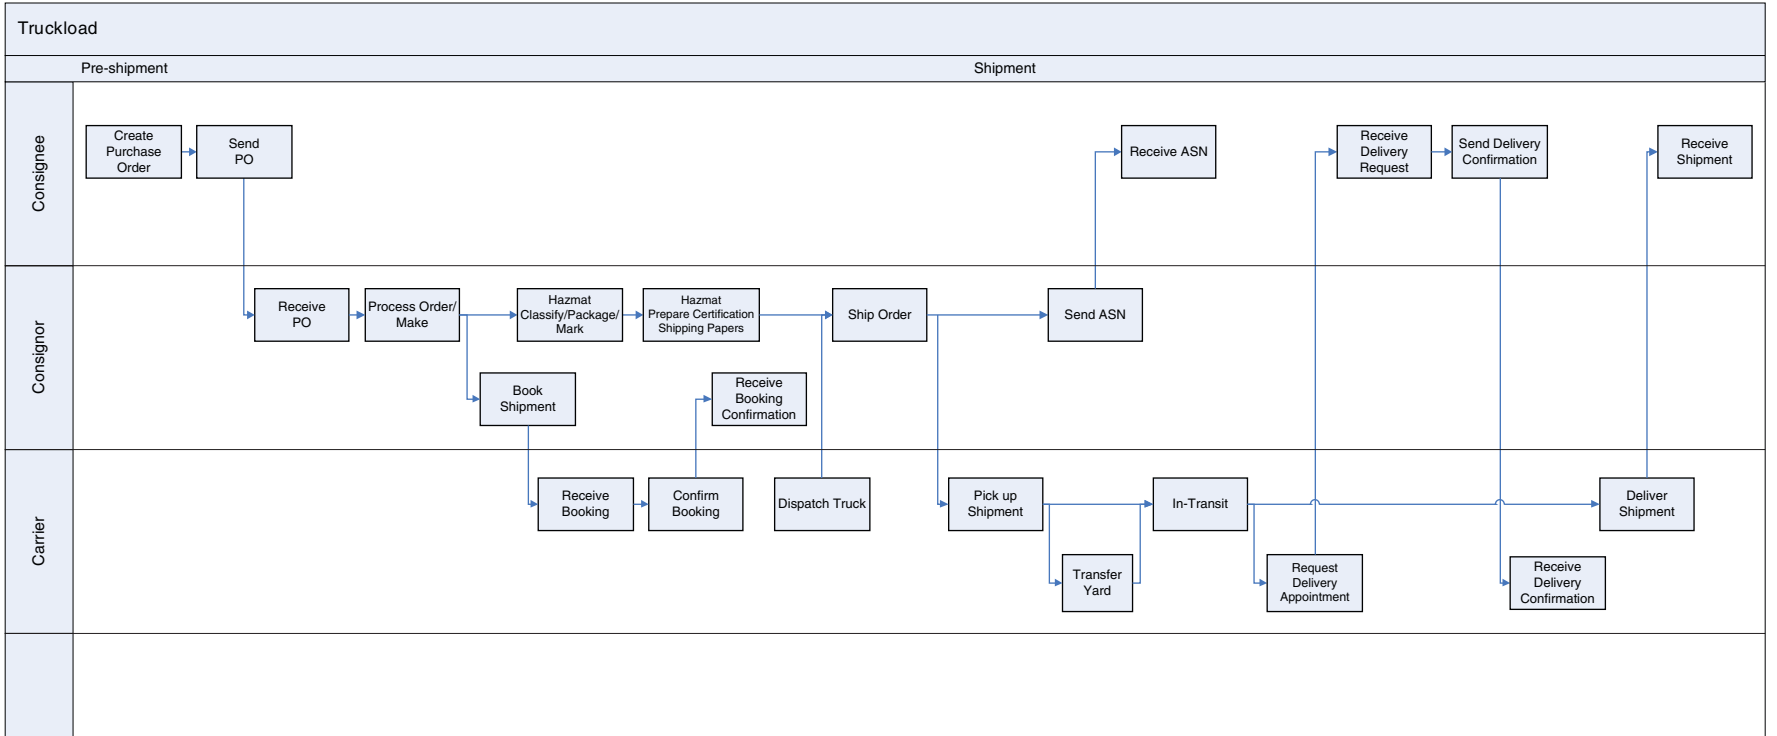 Truckload
Pre-shipment
Shipment
Consignee
Create
Purchase
Order
Send
PO
Receive ASN
Receive
Delivery
Request
Send Delivery
Confirmation
Receive
Shipment
Consignor
Receive
PO
Process Order/
Make
Hazmat
Classify/Package/
Mark
Hazmat
Prepare Certification
Shipping Papers
Ship Order
Send ASN
Book
Shipment
Receive
Booking
Confirmation
Carrier
Receive
Booking
Confirm
Booking
Dispatch Truck
Pick up
Shipment
In-Transit
Deliver
Shipment
Transfer
Yard
Request
Delivery
Appointment
Receive
Delivery
Confirmation